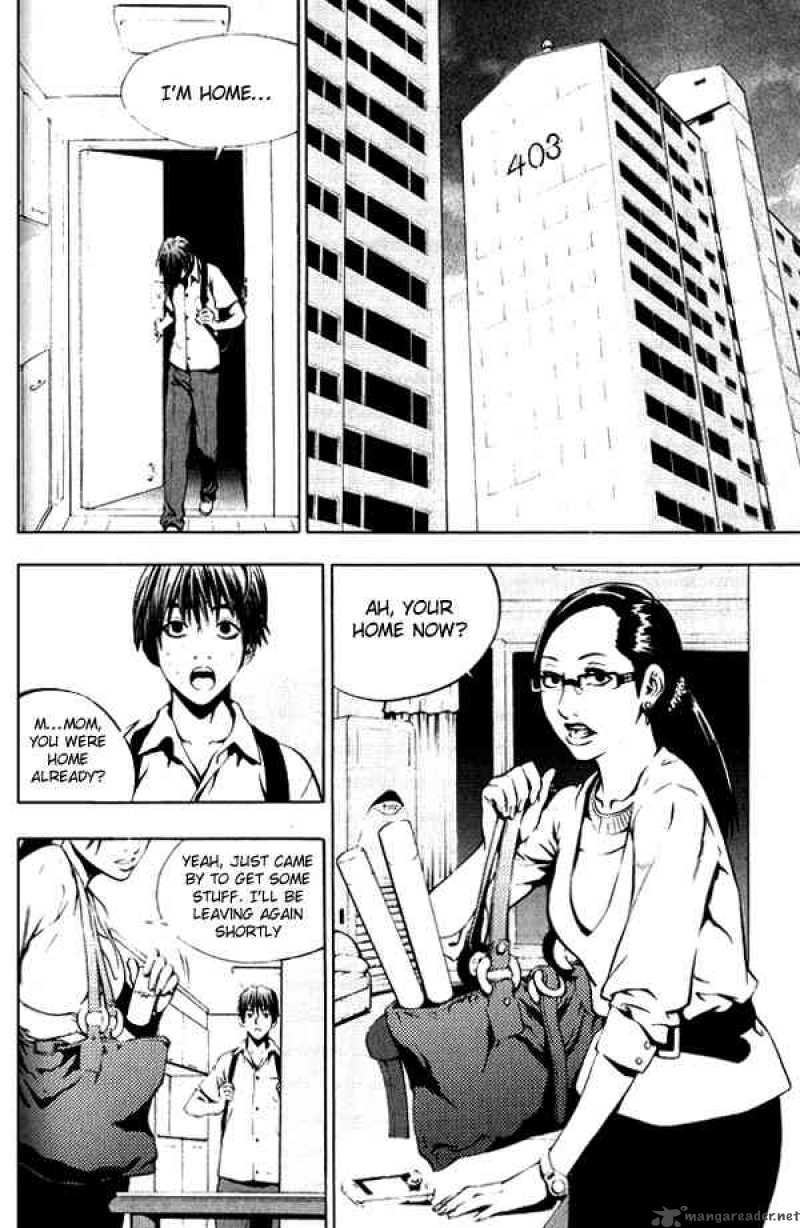 403
I'M HOME...
AH, YOUR
HOME NOW?
M...MOM,
YOU WERE
HOME
ALREADY?
YEAH, JUST CAME
BY TO GET SOME
STUFF. I'LL BE
LEAVING AGAIN
SHORTLY
mangareader.net